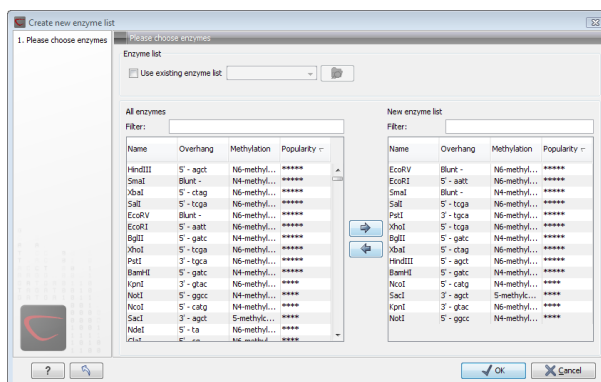 Create new enzyme list
1. Please choose enzymes
Please choose enzymes
Enzyme list
Use existing enzyme list
All enzymes
Filter:
Name Overhang Methylation Popularity
HindIII 5' - agct N6-methyl... *****
SmaI Blunt - N4-methyl... *****
XbaI 5' - ctag N6-methyl... *****
SalI 5' - tcga N6-methyl... *****
EcoRV Blunt - N6-methyl... *****
EcoRI 5' - aatt N6-methyl... *****
BglII 5' - gatc N4-methyl... *****
XhoI 5' - tcga N6-methyl... *****
PstI 3' - tgca N6-methyl... *****
BamHI 5' - gatc N4-methyl... *****
KpnI 3' - gtac N6-methyl... ****
NotI 5' - ggcc N4-methyl... ****
NcoI 5' - catg N4-methyl... ****
SacI 3' - agct 5-methylc... ****
NdeI 5' - ta N6-methyl... ****
ClaI 5' - cg N6-methyl... ****
New enzyme list
Filter:
Name Overhang Methylation Popularity
EcoRV Blunt - N6-methyl... *****
EcoRI 5' - aatt N6-methyl... *****
SmaI Blunt - N4-methyl... *****
SalI 5' - tcga N6-methyl... *****
PstI 3' - tgca N6-methyl... *****
XhoI 5' - tcga N6-methyl... *****
BglII 5' - gatc N4-methyl... *****
XbaI 5' - ctag N6-methyl... *****
HindIII 5' - agct N6-methyl... *****
BamHI 5' - gatc N4-methyl... *****
NcoI 5' - catg N4-methyl... ****
SacI 3' - agct 5-methylc... ****
KpnI 3' - gtac N6-methyl... ****
NotI 5' - ggcc N4-methyl... ****
? OK Cancel